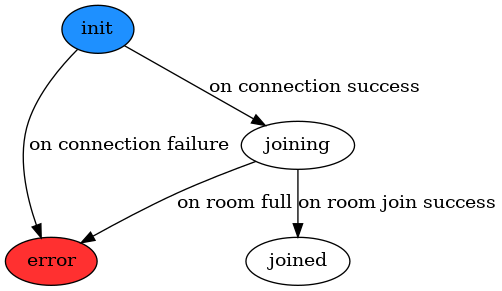 init
on connection success
on connection failure
joining
on room full
on room join success
error
joined